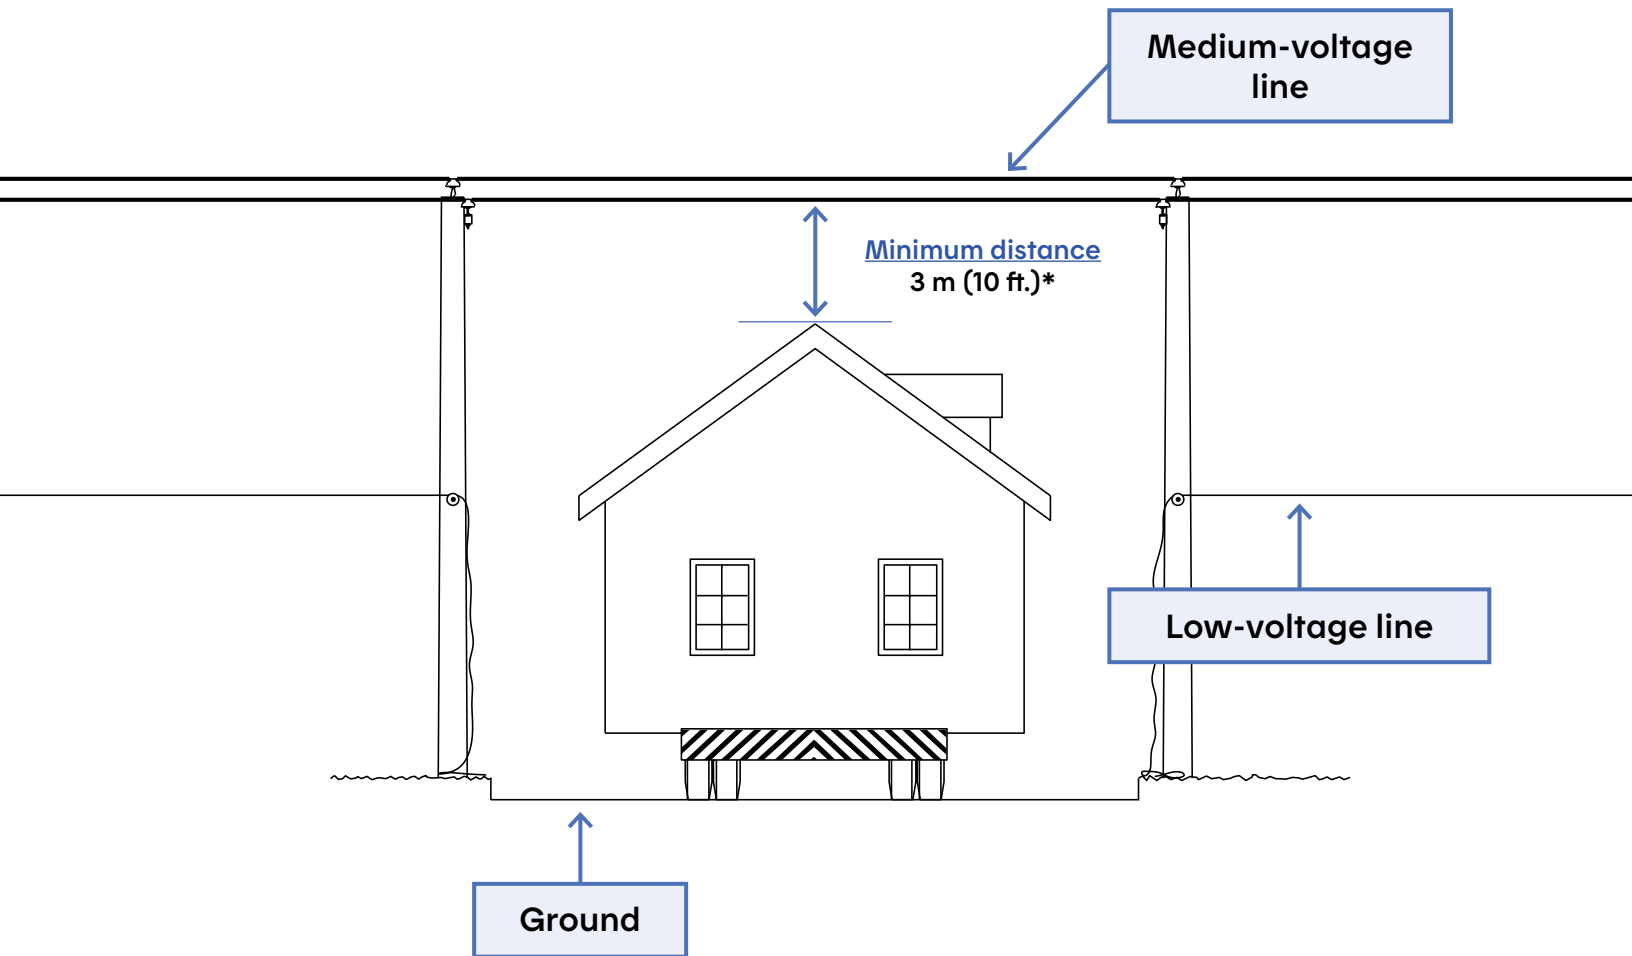 Medium-voltage
line
Minimum distance
3 m (10 ft.)*
Low-voltage line
Ground